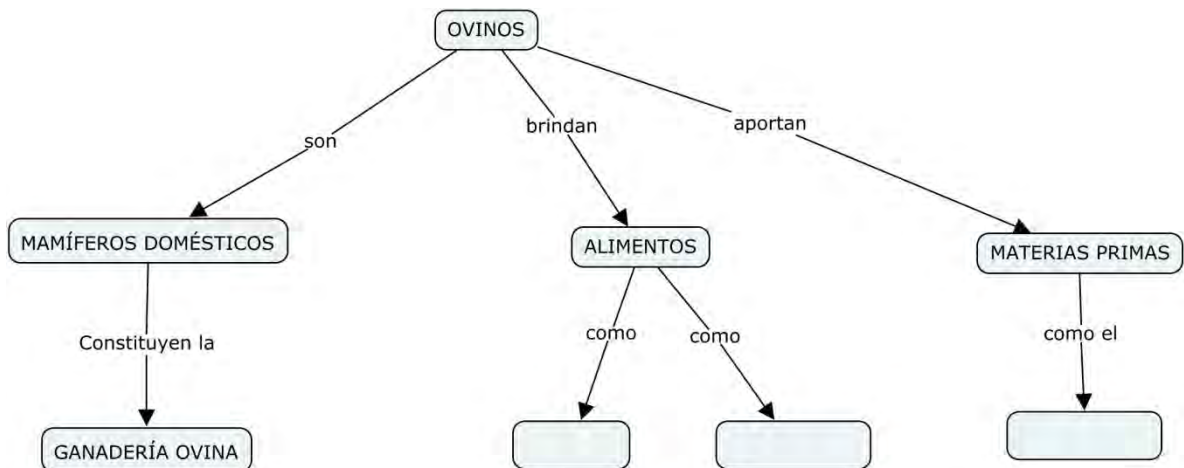 OVINOS
son
brindan
aportan
MAMÍFEROS DOMÉSTICOS
ALIMENTOS
MATERIAS PRIMAS
Constituyen la
como
como
como el
GANADERÍA OVINA